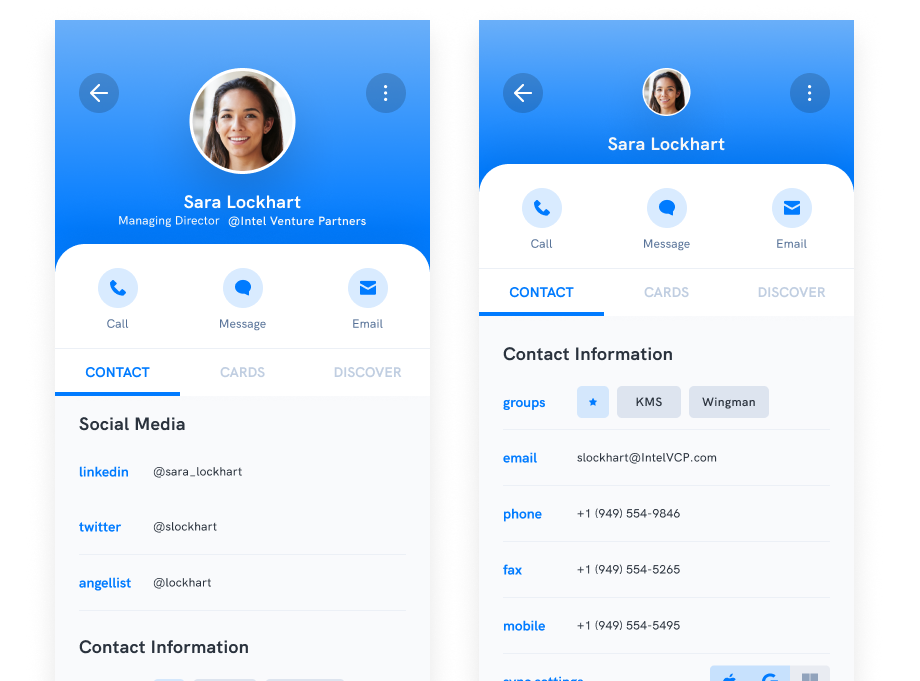 Sara Lockhart
Managing Director @Intel Venture Partners
Call Message Email
CONTACT CARDS DISCOVER
Social Media
linkedin @sara_lockhart
twitter @slockhart
angellist @lockhart
Contact Information
Sara Lockhart
Call Message Email
CONTACT CARDS DISCOVER
Contact Information
groups KMS Wingman
email slockhart@IntelVCP.com
phone +1 (949) 554-9846
fax +1 (949) 554-5265
mobile +1 (949) 554-5495
sync settings